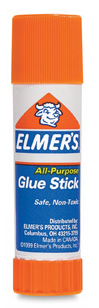 ELMER'S
All-Purpose
Glue Stick
Safe, Non-Toxic
Distributed by
ELMER'S PRODUCTS, INC.
Columbus, OH 43215-3799
Made in CANADA
©1999 Elmer's Products Inc.